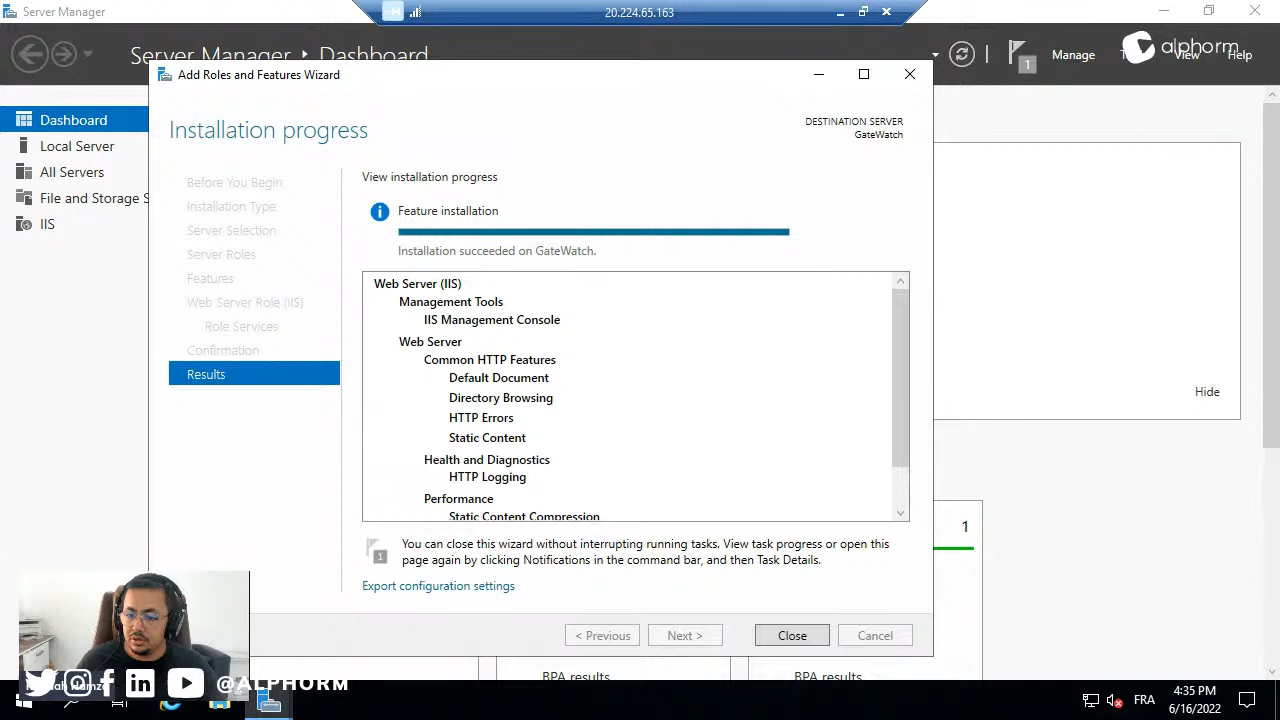 Server Manager
20.224.65.163
Server Manager ‣ Dashboard
1
Manage
View
Help
alphorm
Add Roles and Features Wizard
Dashboard
Local Server
All Servers
File and Storage S
IIS
Installation progress
DESTINATION SERVER
GateWatch
Before You Begin
Installation Type
Server Selection
Server Roles
Features
Web Server Role (IIS)
Role Services
Confirmation
Results
View installation progress
Feature installation
Installation succeeded on GateWatch.
Web Server (IIS)
Management Tools
IIS Management Console
Web Server
Common HTTP Features
Default Document
Directory Browsing
HTTP Errors
Static Content
Health and Diagnostics
HTTP Logging
Performance
Static Content Compression
1
You can close this wizard without interrupting running tasks. View task progress or open this
page again by clicking Notifications in the command bar, and then Task Details.
Export configuration settings
< Previous
Next >
Close
Cancel
Hide
1
BPA results
BPA results
@ALPHORM
FRA
4:35 PM
6/16/2022